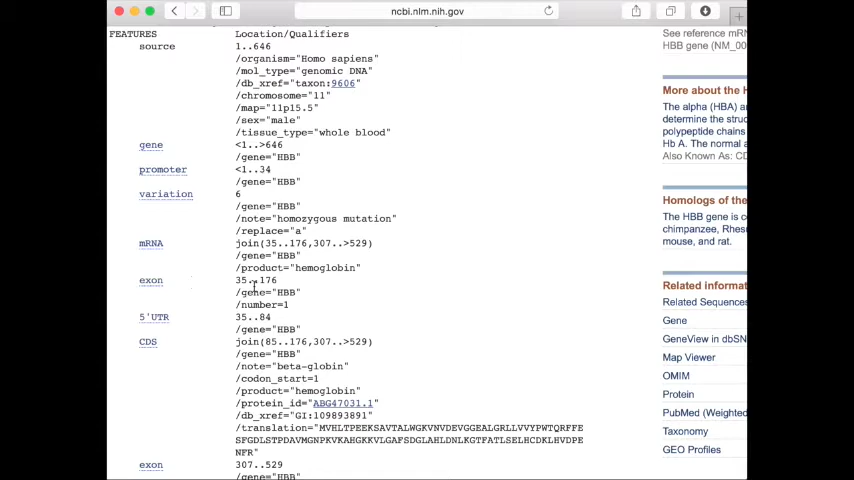 ncbi.nlm.nih.gov
FEATURES Location/Qualifiers
source 1..646
/organism="Homo sapiens"
/mol_type="genomic DNA"
/db_xref="taxon:9606"
/chromosome="11"
/map="11p15.5"
/sex="male"
/tissue_type="whole blood"
gene <1..>646
/gene="HBB"
promoter <1..34
/gene="HBB"
variation 6
/gene="HBB"
/note="homozygous mutation"
/replace="a"
mRNA join(35..176,307..>529)
/gene="HBB"
/product="hemoglobin"
exon 35..176
/gene="HBB"
/number=1
5'UTR 35..84
/gene="HBB"
CDS join(85..176,307..>529)
/gene="HBB"
/note="beta-globin"
/codon_start=1
/product="hemoglobin"
/protein_id="ABG47031.1"
/db_xref="GI:109893891"
/translation="MVHLTPEEKSAVTALWGKVNVDEVGGEALGRLLVVYPWTQRFFE
SFGDLSTPDAVMGNPKVKAHGKKVLGAFSDGLAHLDNLKGTFATLSELHCDKLHVDPE
NFR"
exon 307..529
/gene="HBB"
See reference mRN
HBB gene (NM_00
More about the H
The alpha (HBA) an
determine the struc
polypeptide chains
Hb A. The normal a
Also Known As: CD
Homologs of the
The HBB gene is co
chimpanzee, Rhesu
mouse, and rat.
Related informat
Related Sequences
Gene
GeneView in dbSN
Map Viewer
OMIM
Protein
PubMed (Weighted
Taxonomy
GEO Profiles